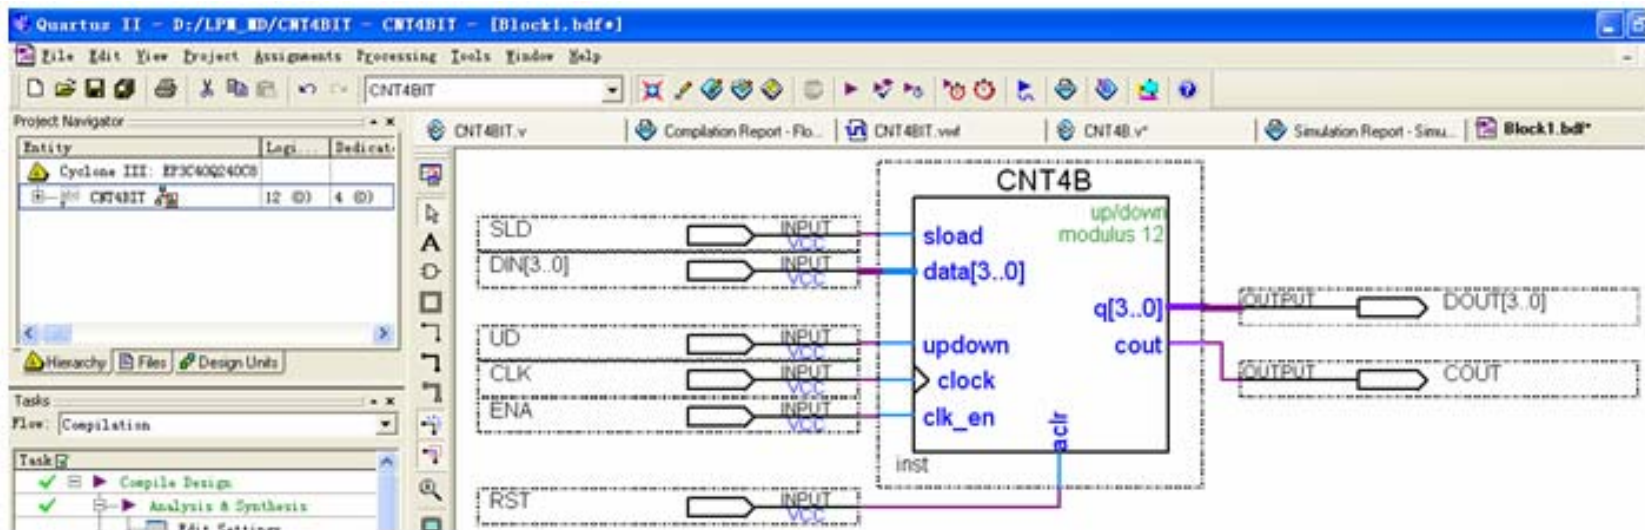 Quartus II - D:/LPM_MD/CNT4BIT - CNT4BIT - [Block1.bdf*]
File Edit View Project Assignments Processing Tools Window Help
CNT4BIT
Project Navigator
CNT4BIT.v
Compilation Report - Flo...
CNT4BIT.vwf
CNT4B.v*
Simulation Report - Simu...
Block1.bdf*
Entity Logi... Dedicat
Cyclone III: EP3C40Q240C8
CNT4BIT 12 (0) 4 (0)
Hierarchy Files Design Units
Tasks
Flow: Compilation
Task
Compile Design
Analysis & Synthesis
Edit Settings
CNT4B
up/down
modulus 12
SLD INPUT VCC sload
DIN[3..0] INPUT VCC data[3..0]
q[3..0] OUTPUT DOUT[3..0]
UD INPUT VCC updown
cout OUTPUT COUT
CLK INPUT VCC clock
ENA INPUT VCC clk_en
aclr
inst
RST INPUT VCC